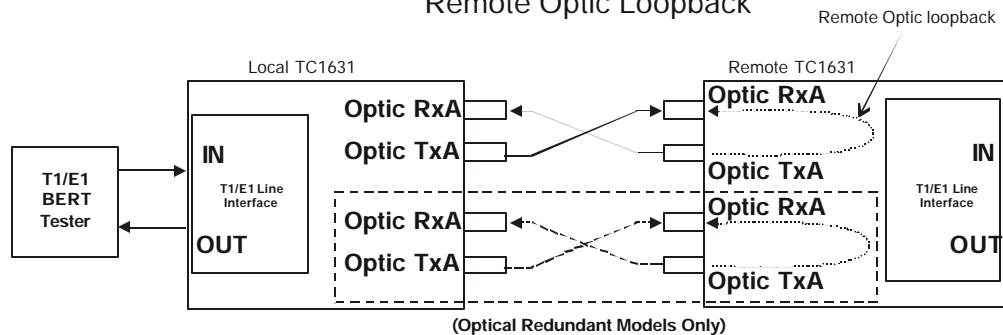 Remote Optic Loopback
Remote Optic loopback
Local TC1631
Remote TC1631
Optic RxA
Optic TxA
Optic RxA
Optic TxA
IN
T1/E1 Line
Interface
OUT
T1/E1
BERT
Tester
Optic RxA
Optic TxA
Optic RxA
Optic TxA
IN
T1/E1 Line
Interface
OUT
(Optical Redundant Models Only)